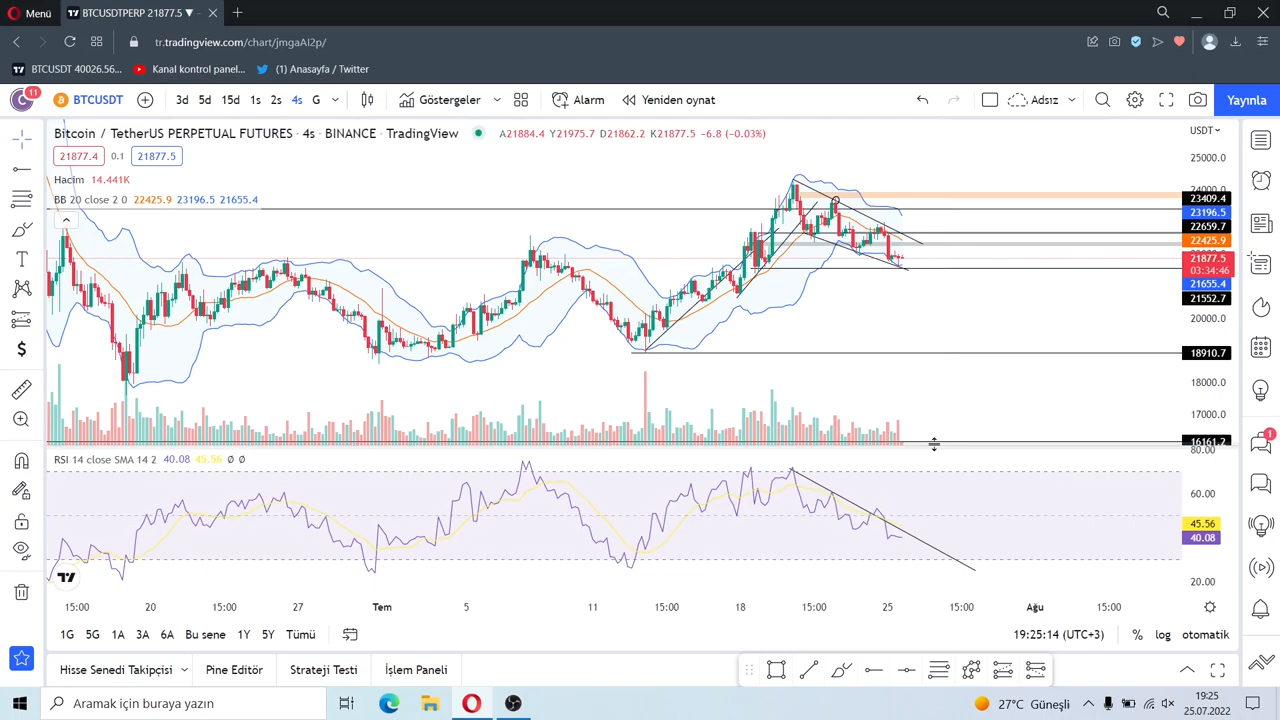 Menü
BTCUSDTPERP 21877.5 ▼
tr.tradingview.com/chart/jmgaAI2p/
BTCUSDT 40026.56...
Kanal kontrol panel...
(1) Anasayfa / Twitter
11
BTCUSDT
3d 5d 15d 1s 2s 4s G
Göstergeler
Alarm
Yeniden oynat
Adsız
Yayınla
Bitcoin / TetherUS PERPETUAL FUTURES · 4s · BINANCE · TradingView
A21884.4 Y21975.7 D21862.2 K21877.5 −6.8 (−0.03%)
USDT
21877.4 0.1 21877.5
Hacim 14.441K
BB 20 close 2 0 22425.9 23196.5 21655.4
25000.0
24000.0
23409.4
23196.5
22659.7
22425.9
21877.5
03:34:46
21655.4
21552.7
20000.0
18910.7
18000.0
17000.0
16161.2
1
RSI 14 close SMA 14 2 40.08 45.56 Ø Ø
80.00
60.00
45.56
40.08
20.00
15:00 20 15:00 27 Tem 5 11 15:00 18 15:00 25 15:00 Ağu 15:00
1G 5G 1A 3A 6A Bu sene 1Y 5Y Tümü
19:25:14 (UTC+3) % log otomatik
Hisse Senedi Takipçisi Pine Editör Strateji Testi İşlem Paneli
Aramak için buraya yazın
27°C Güneşli
19:25
25.07.2022